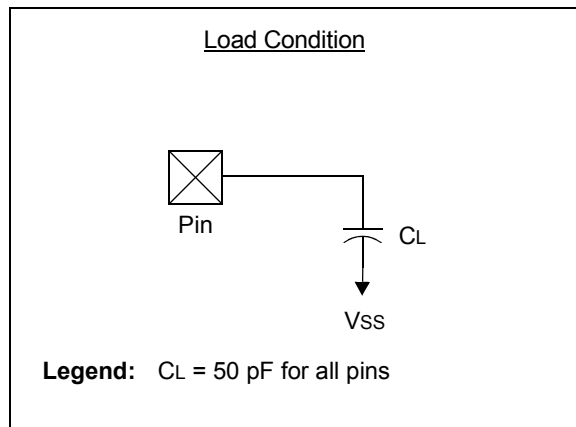 Load Condition
Pin
CL
VSS
Legend: CL = 50 pF for all pins